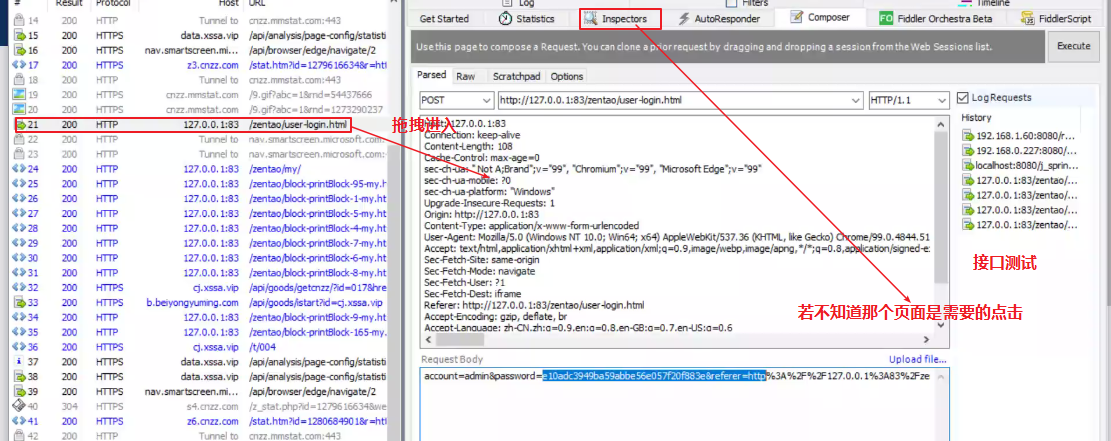 # Result Protocol Host URL
14 200 HTTP Tunnel to cnzz.mmstat.com:443
15 200 HTTPS data.xssa.vip /api/analysis/page-config/statisti
16 200 HTTPS nav.smartscreen.mi... /api/browser/edge/navigate/2
17 200 HTTPS z3.cnzz.com /stat.htm?id=1279616634&r=htt
18 200 HTTP Tunnel to cnzz.mmstat.com:443
19 200 HTTPS cnzz.mmstat.com /9.gif?abc=1&rnd=54437666
20 200 HTTPS cnzz.mmstat.com /9.gif?abc=1&rnd=1273290237
21 200 HTTP 127.0.0.1:83 /zentao/user-login.html
22 200 HTTP Tunnel to nav.smartscreen.microsoft.com:
23 200 HTTP Tunnel to nav.smartscreen.microsoft.com:
24 200 HTTP 127.0.0.1:83 /zentao/my/
25 200 HTTP 127.0.0.1:83 /zentao/block-printBlock-95-my.h
26 200 HTTP 127.0.0.1:83 /zentao/block-printBlock-1-my.ht
27 200 HTTP 127.0.0.1:83 /zentao/block-printBlock-5-my.ht
28 200 HTTP 127.0.0.1:83 /zentao/block-printBlock-4-my.ht
29 200 HTTP 127.0.0.1:83 /zentao/block-printBlock-7-my.ht
30 200 HTTP 127.0.0.1:83 /zentao/block-printBlock-6-my.ht
31 200 HTTP 127.0.0.1:83 /zentao/block-printBlock-8-my.ht
32 200 HTTPS cj.xssa.vip /api/goods/getcnzz/?id=017&hre
33 200 HTTPS b.beiyongyuming.com /api/goods/istart?id=cj.xssa.vip
34 200 HTTP 127.0.0.1:83 /zentao/block-printBlock-9-my.ht
35 200 HTTP 127.0.0.1:83 /zentao/block-printBlock-165-my.
36 200 HTTPS cj.xssa.vip /t/004
37 200 HTTPS data.xssa.vip /api/analysis/page-config/statisti
38 200 HTTPS data.xssa.vip /api/analysis/page-config/statisti
39 200 HTTPS nav.smartscreen.mi... /api/browser/edge/navigate/2
40 304 HTTPS s4.cnzz.com /z_stat.php?id=1279616634&we
41 200 HTTPS z6.cnzz.com /stat.htm?id=1280684901&r=htt
42 200 HTTP Tunnel to cnzz.mmstat.com:443
Log Filters Timeline
Get Started Statistics Inspectors AutoResponder Composer Fiddler Orchestra Beta FiddlerScript
Use this page to compose a Request. You can clone a prior request by dragging and dropping a session from the Web Sessions list.
Execute
Parsed Raw Scratchpad Options
POST http://127.0.0.1:83/zentao/user-login.html HTTP/1.1
Log Requests
History
192.168.1.60:8080/r...
192.168.0.227:8080/...
localhost:8080/j_sprin...
127.0.0.1:83/zentao/...
127.0.0.1:83/zentao/...
127.0.0.1:83/zentao/...
127.0.0.1:83/zentao/...
拖拽进入
Host: 127.0.0.1:83
Connection: keep-alive
Content-Length: 108
Cache-Control: max-age=0
sec-ch-ua: " Not A;Brand";v="99", "Chromium";v="99", "Microsoft Edge";v="99"
sec-ch-ua-mobile: ?0
sec-ch-ua-platform: "Windows"
Upgrade-Insecure-Requests: 1
Origin: http://127.0.0.1:83
Content-Type: application/x-www-form-urlencoded
User-Agent: Mozilla/5.0 (Windows NT 10.0; Win64; x64) AppleWebKit/537.36 (KHTML, like Gecko) Chrome/99.0.4844.51
Accept: text/html,application/xhtml+xml,application/xml;q=0.9,image/webp,image/apng,*/*;q=0.8,application/signed-e
Sec-Fetch-Site: same-origin
Sec-Fetch-Mode: navigate
Sec-Fetch-User: ?1
Sec-Fetch-Dest: iframe
Referer: http://127.0.0.1:83/zentao/user-login.html
Accept-Encoding: gzip, deflate, br
Accept-Language: zh-CN,zh;q=0.9,en;q=0.8,en-GB;q=0.7,en-US;q=0.6
接口测试
若不知道那个页面是需要的点击
Request Body
Upload file...
account=admin&password=e10adc3949ba59abbe56e057f20f883e&referer=http%3A%2F%2F127.0.0.1%3A83%2Fze